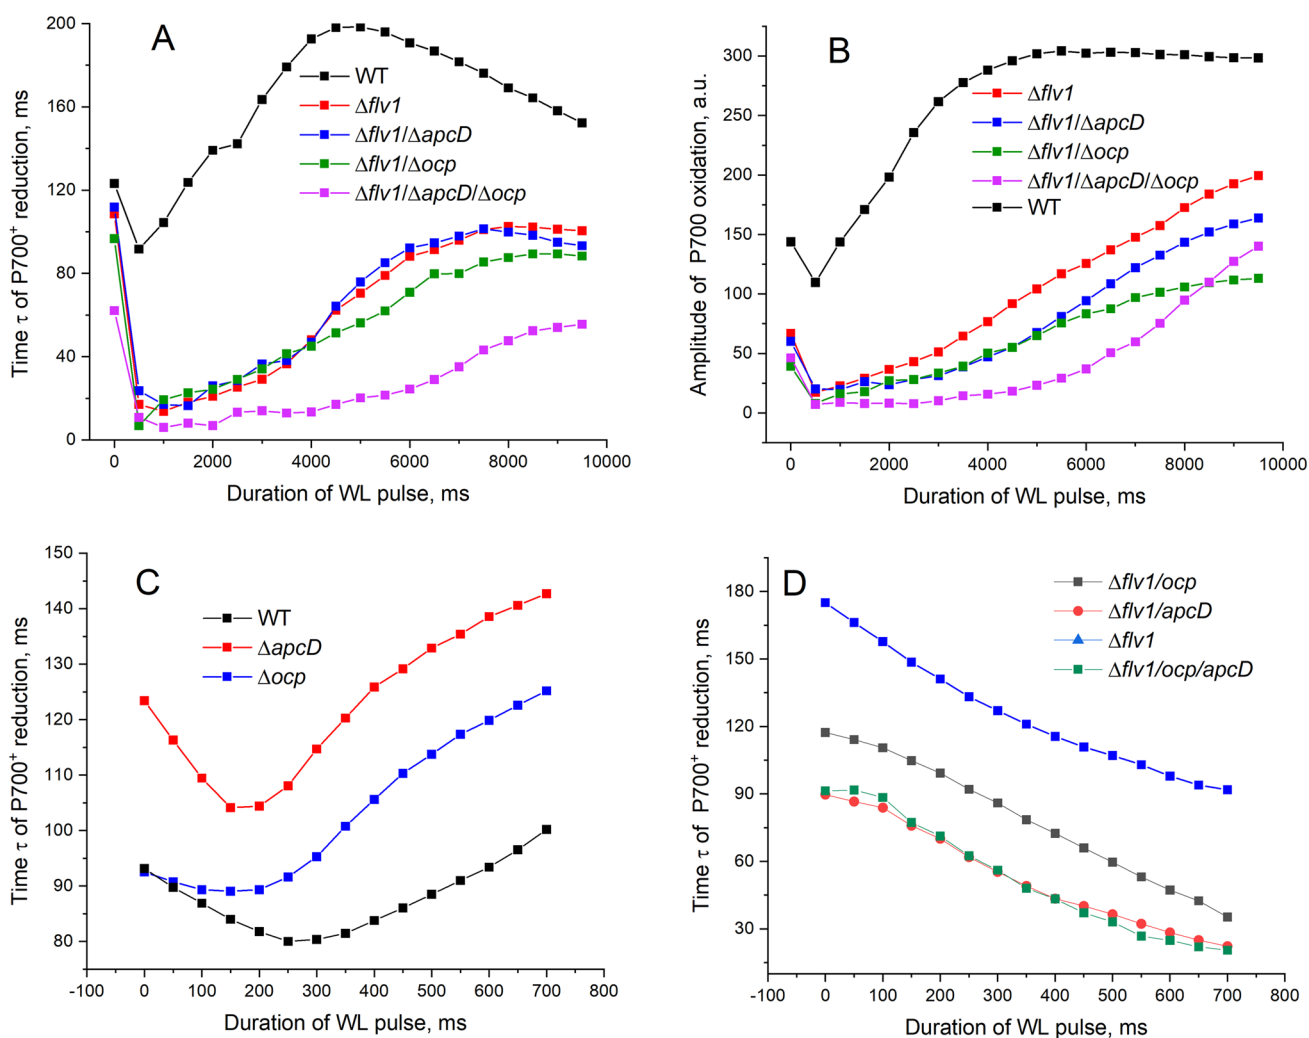 A
Time τ of P700⁺ reduction, ms
200
160
120
80
40
0
WT
Δflv1
Δflv1/ΔapcD
Δflv1/Δocp
Δflv1/ΔapcD/Δocp
0 2000 4000 6000 8000 10000
Duration of WL pulse, ms
B
Amplitude of P700 oxidation, a.u.
300
250
200
150
100
50
0
Δflv1
Δflv1/ΔapcD
Δflv1/Δocp
Δflv1/ΔapcD/Δocp
WT
0 2000 4000 6000 8000 10000
Duration of WL pulse, ms
C
Time τ of P700⁺ reduction, ms
150
140
130
120
110
100
90
80
WT
ΔapcD
Δocp
-100 0 100 200 300 400 500 600 700 800
Duration of WL pulse, ms
D
Time τ of P700⁺ reduction, ms
180
150
120
90
60
30
Δflv1/ocp
Δflv1/apcD
Δflv1
Δflv1/ocp/apcD
-100 0 100 200 300 400 500 600 700 800
Duration of WL pulse, ms